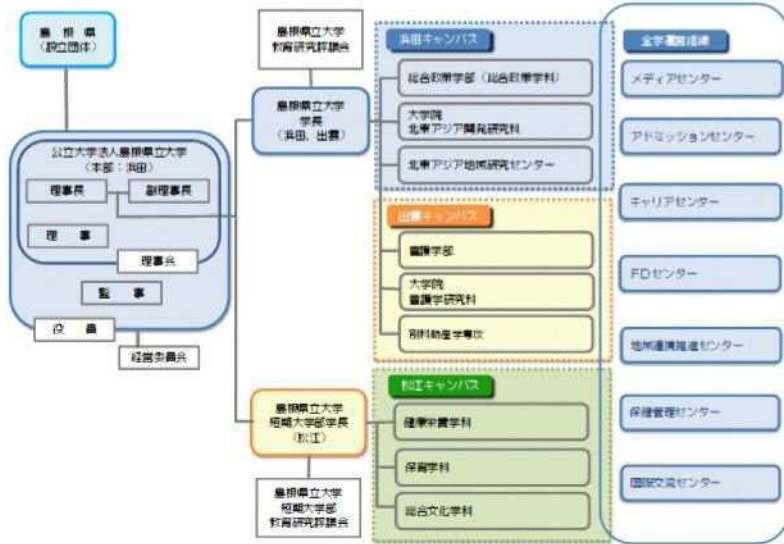 島 根 県
(設立団体)
公立大学法人島根県立大学
(本部：浜田)
理事長
副理事長
理 事
理事会
監 事
役 員
経営委員会
島根県立大学
教育研究評議会
島根県立大学
学長
(浜田、出雲)
島根県立大学
短期大学部学長
(松江)
島根県立大学
短期大学部
教育研究評議会
浜田キャンパス
総合政策学部（総合政策学科）
大学院
北東アジア開発研究科
北東アジア地域研究センター
出雲キャンパス
看護学部
大学院
看護学研究科
別科助産学専攻
松江キャンパス
健康栄養学科
保育学科
総合文化学科
全学運営組織
メディアセンター
アドミッションセンター
キャリアセンター
FDセンター
地域連携推進センター
保健管理センター
国際交流センター